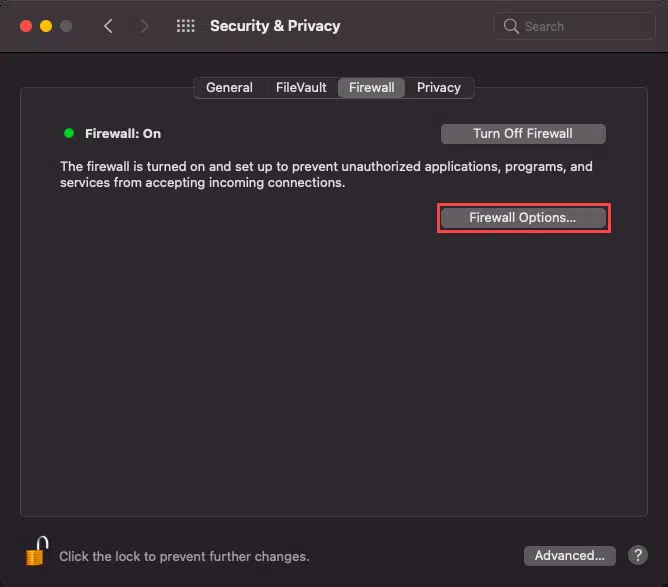 Security & Privacy
Search
General FileVault Firewall Privacy
Firewall: On
Turn Off Firewall
The firewall is turned on and set up to prevent unauthorized applications, programs, and
services from accepting incoming connections.
Firewall Options...
Click the lock to prevent further changes.
Advanced...
?